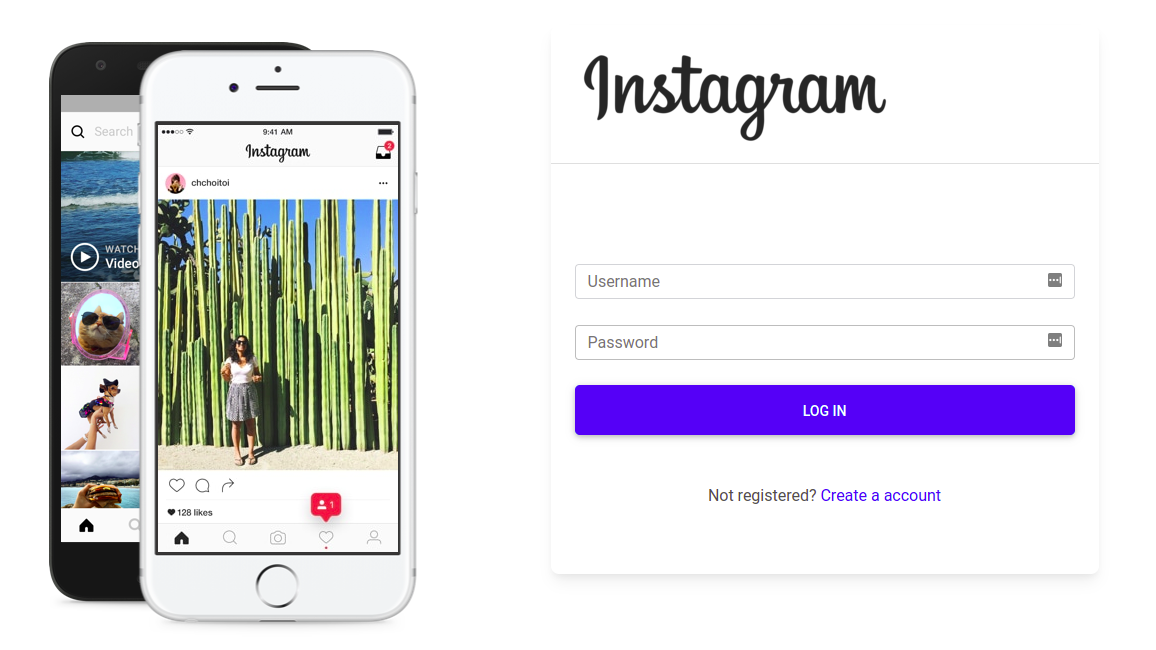 Search
WATCH
Video
9:41 AM
Instagram
2
chchoitoi
1
128 likes
Instagram
Username
Password
LOG IN
Not registered? Create a account